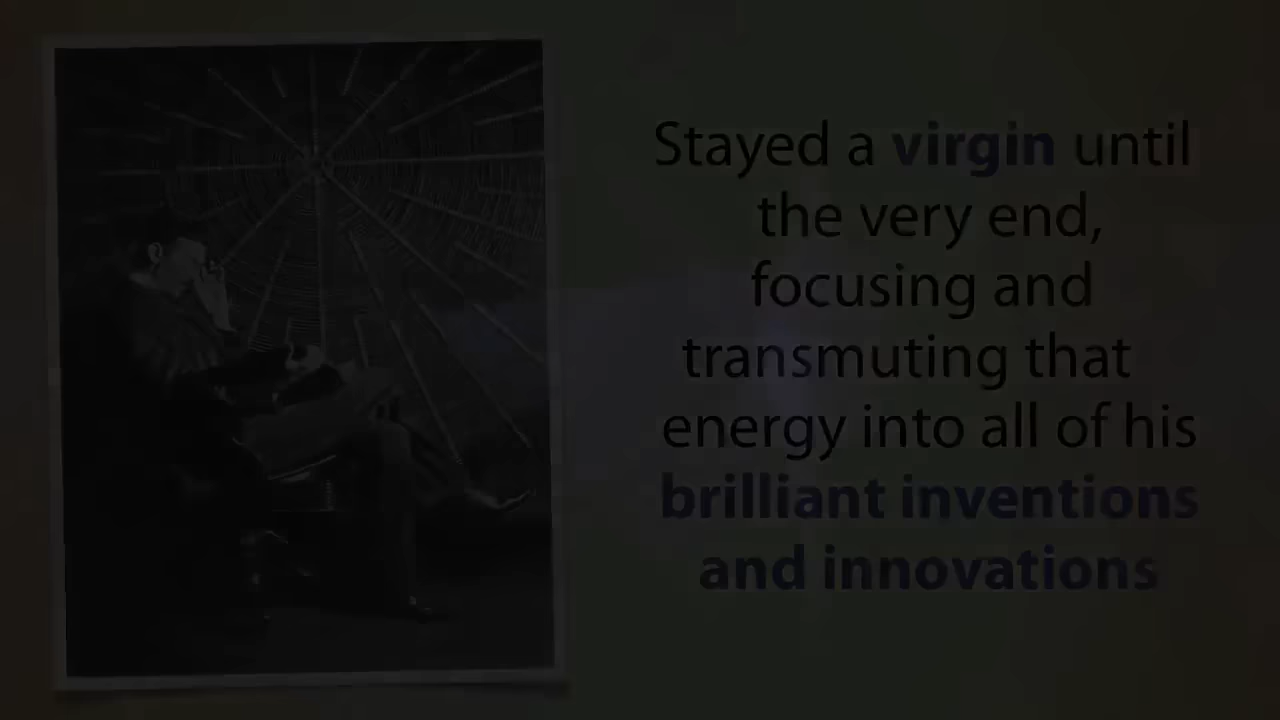 Stayed a virgin until
the very end,
focusing and
transmuting that
energy into all of his
brilliant inventions
and innovations